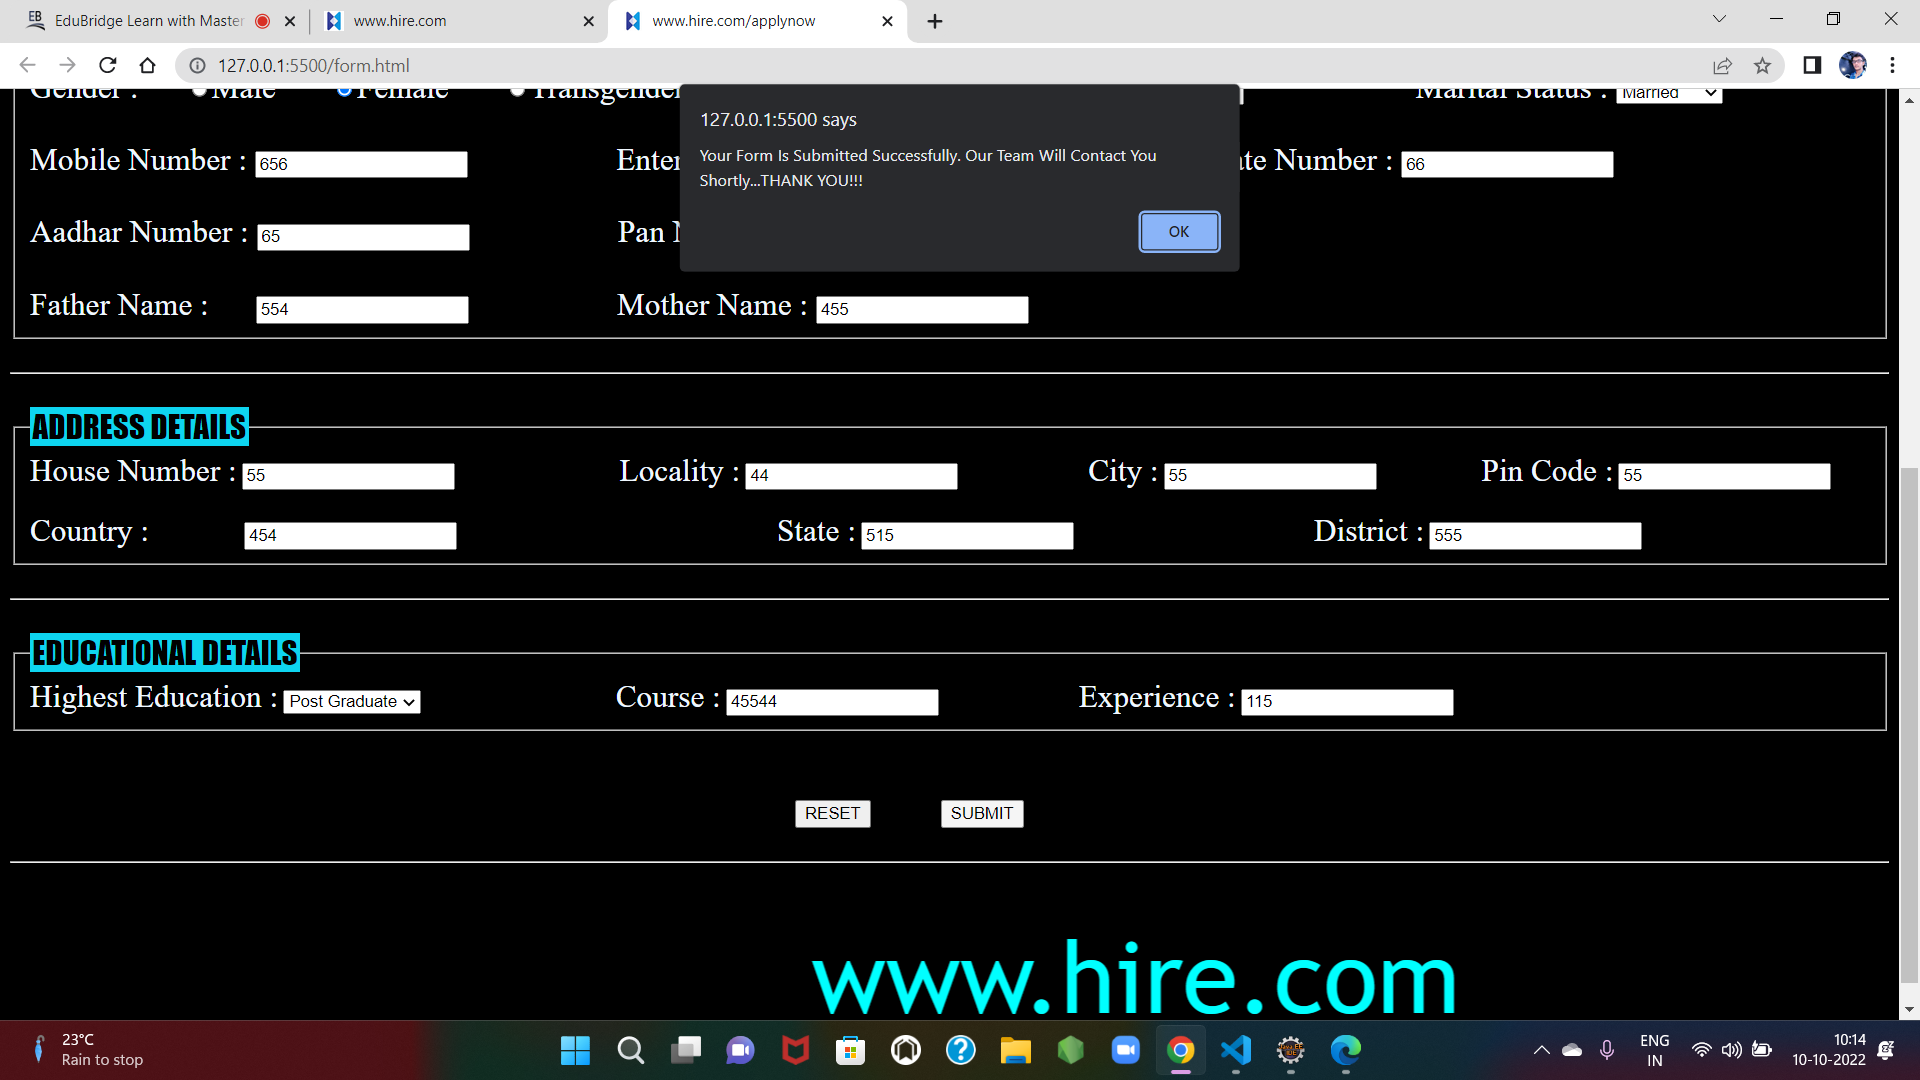 EduBridge Learn with Master
www.hire.com
www.hire.com/applynow
127.0.0.1:5500/form.html
Gender : Male Female Transgender Marital Status : Married
127.0.0.1:5500 says
Your Form Is Submitted Successfully. Our Team Will Contact You
Shortly...THANK YOU!!!
OK
Mobile Number : 656 Enter Number : 66
Aadhar Number : 65 Pan
Father Name : 554 Mother Name : 455
ADDRESS DETAILS
House Number : 55 Locality : 44 City : 55 Pin Code : 55
Country : 454 State : 515 District : 555
EDUCATIONAL DETAILS
Highest Education : Post Graduate Course : 45544 Experience : 115
RESET SUBMIT
www.hire.com
23°C
Rain to stop
ENG
IN
10:14
10-10-2022